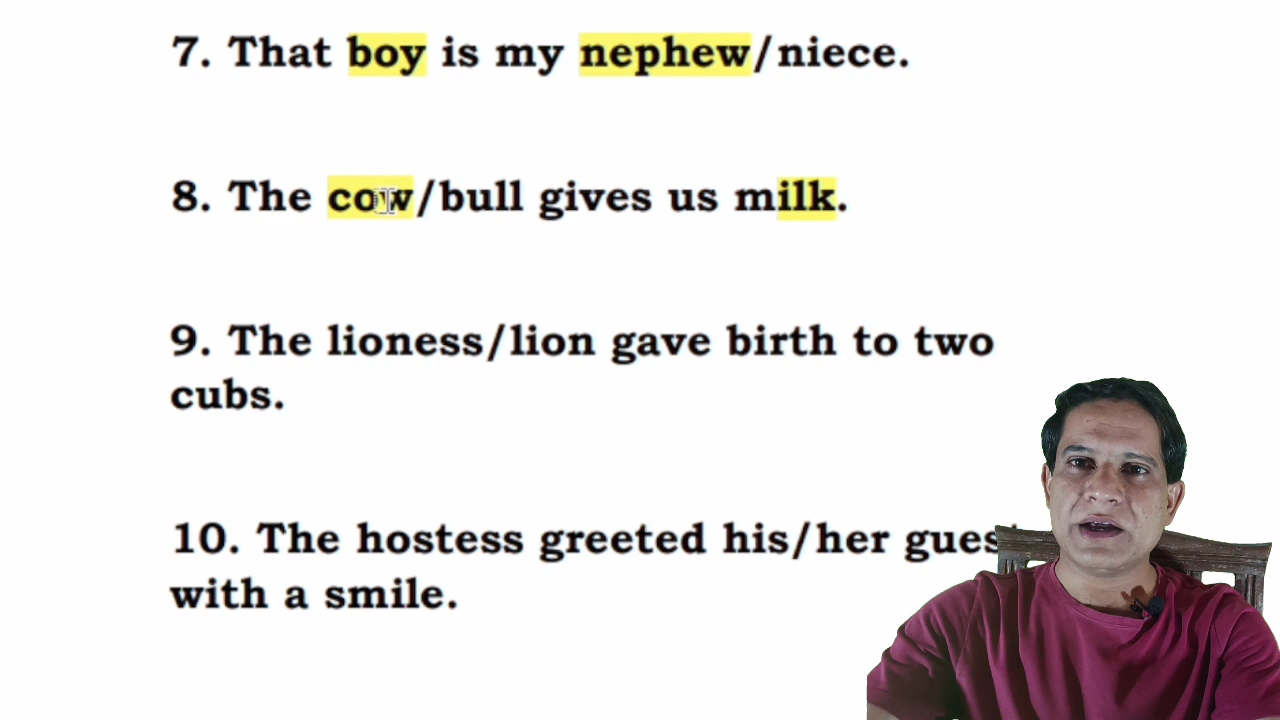 7. That boy is my nephew/niece.
8. The cow/bull gives us milk.
9. The lioness/lion gave birth to two
cubs.
10. The hostess greeted his/her
with a smile.